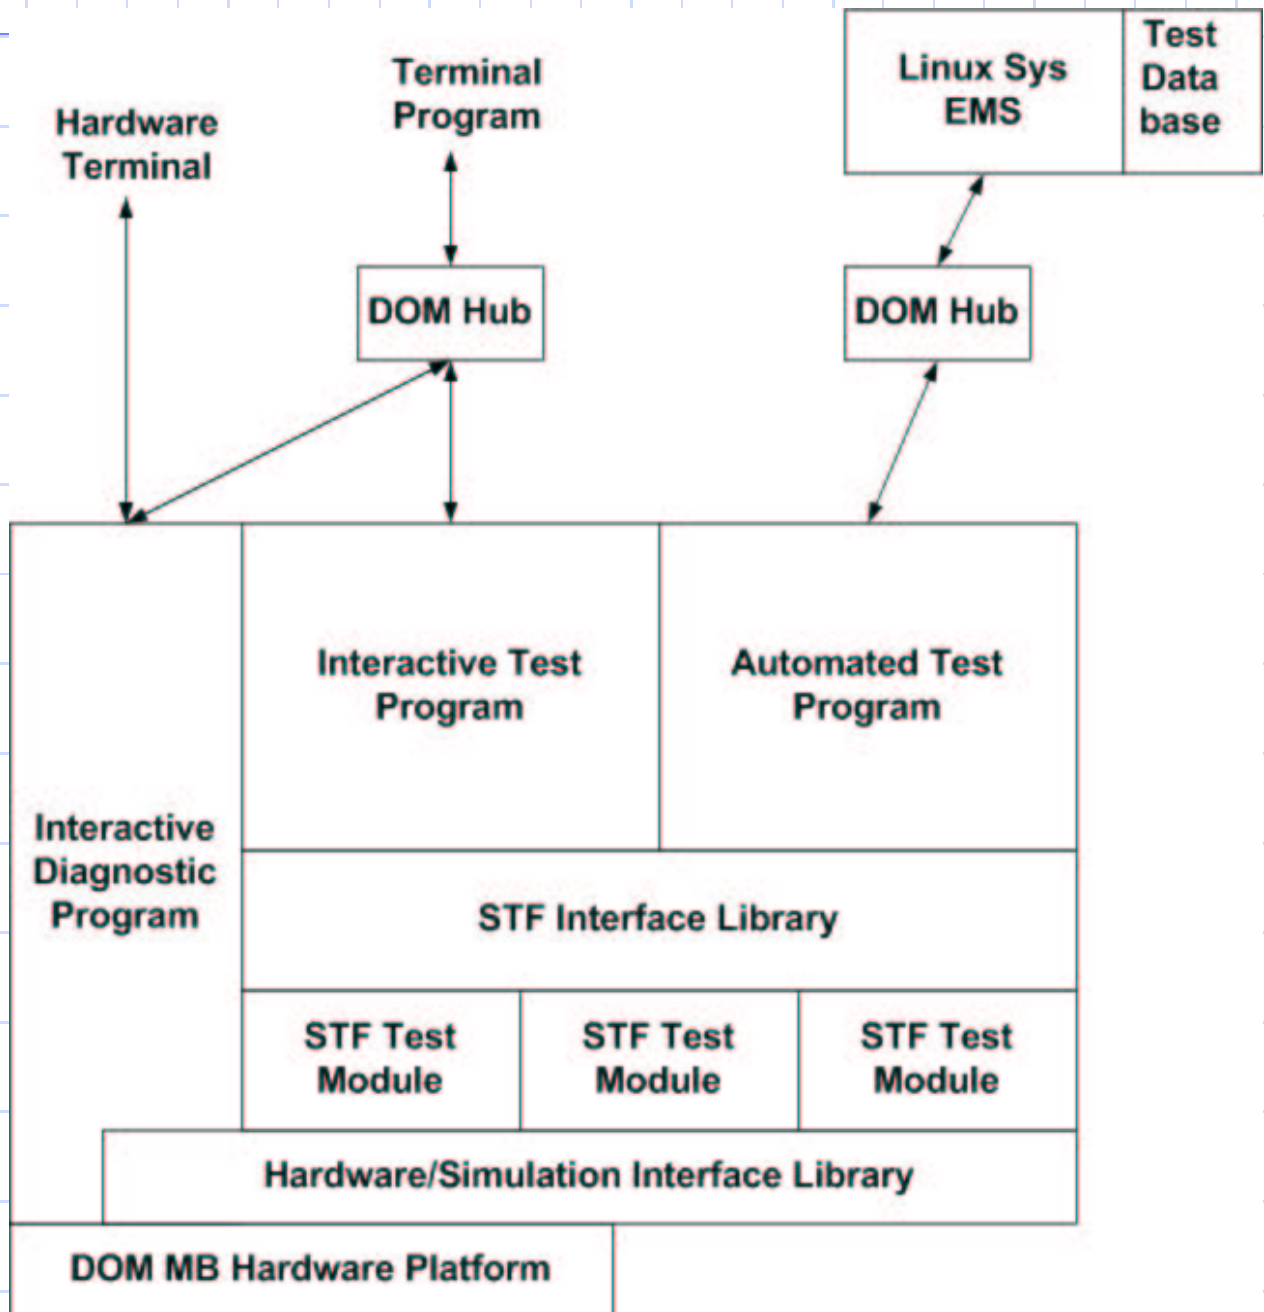 Hardware
Terminal
Terminal
Program
Linux Sys
EMS
Test
Data
base
DOM Hub
DOM Hub
Interactive
Diagnostic
Program
Interactive Test
Program
Automated Test
Program
STF Interface Library
STF Test
Module
STF Test
Module
STF Test
Module
Hardware/Simulation Interface Library
DOM MB Hardware Platform